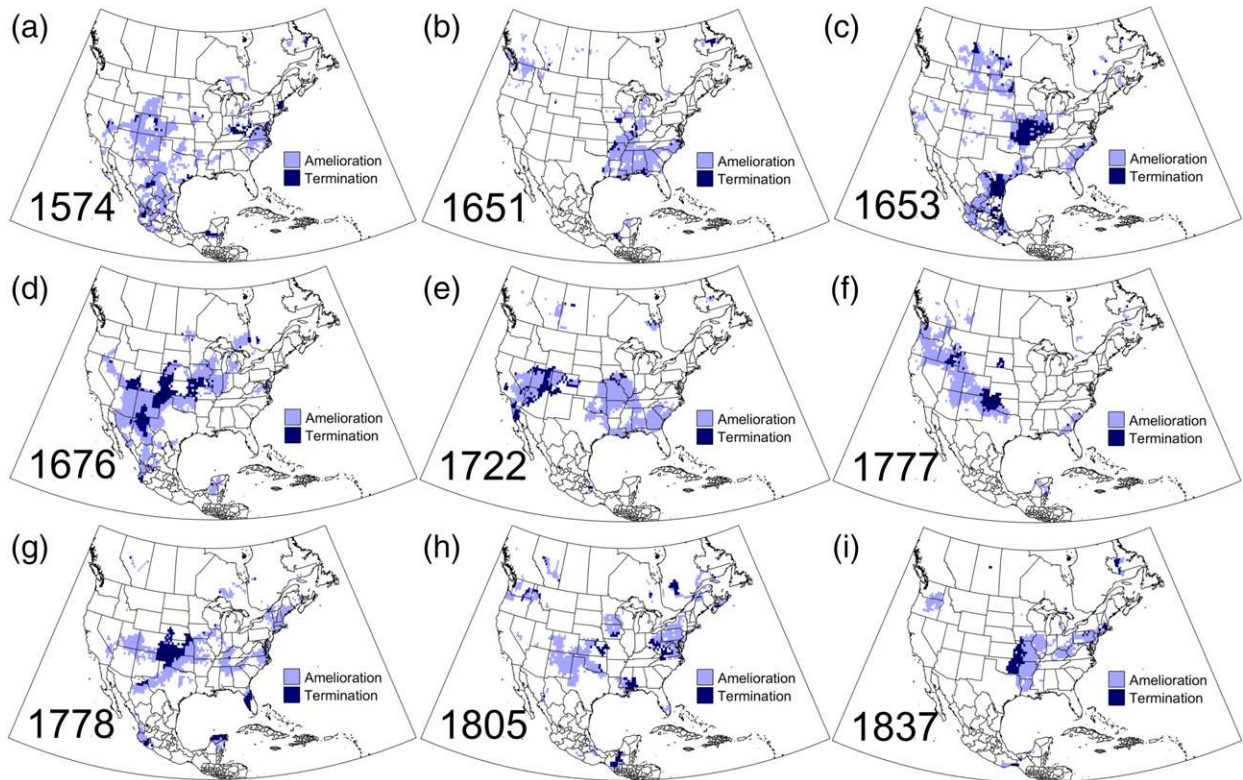 (a)
Amelioration
Termination
1574
(b)
Amelioration
Termination
1651
(c)
Amelioration
Termination
1653
(d)
Amelioration
Termination
1676
(e)
Amelioration
Termination
1722
(f)
Amelioration
Termination
1777
(g)
Amelioration
Termination
1778
(h)
Amelioration
Termination
1805
(i)
Amelioration
Termination
1837